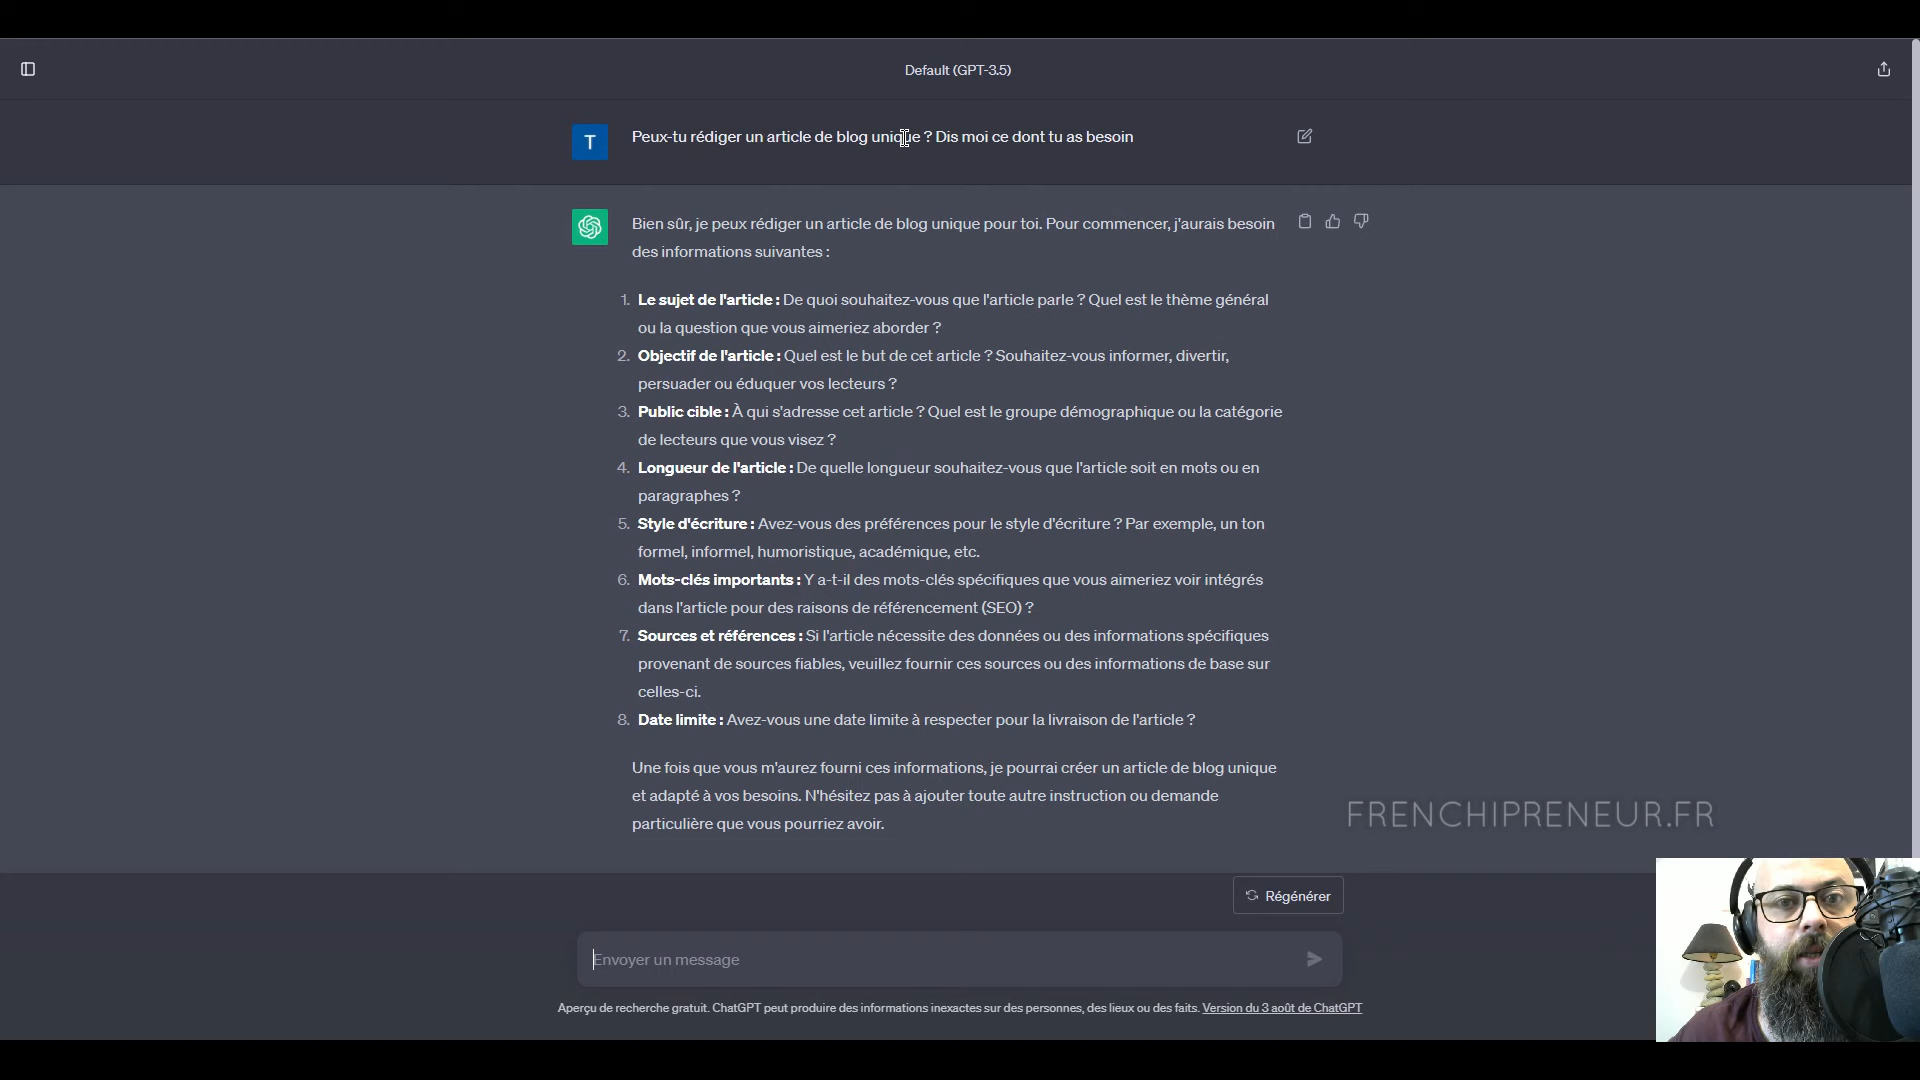 Default (GPT-3.5)
T
Peux-tu rédiger un article de blog unique ? Dis moi ce dont tu as besoin
Bien sûr, je peux rédiger un article de blog unique pour toi. Pour commencer, j'aurais besoin
des informations suivantes :
1. Le sujet de l'article : De quoi souhaitez-vous que l'article parle ? Quel est le thème général
ou la question que vous aimeriez aborder ?
2. Objectif de l'article : Quel est le but de cet article ? Souhaitez-vous informer, divertir,
persuader ou éduquer vos lecteurs ?
3. Public cible : À qui s'adresse cet article ? Quel est le groupe démographique ou la catégorie
de lecteurs que vous visez ?
4. Longueur de l'article : De quelle longueur souhaitez-vous que l'article soit en mots ou en
paragraphes ?
5. Style d'écriture : Avez-vous des préférences pour le style d'écriture ? Par exemple, un ton
formel, informel, humoristique, académique, etc.
6. Mots-clés importants : Y a-t-il des mots-clés spécifiques que vous aimeriez voir intégrés
dans l'article pour des raisons de référencement (SEO) ?
7. Sources et références : Si l'article nécessite des données ou des informations spécifiques
provenant de sources fiables, veuillez fournir ces sources ou des informations de base sur
celles-ci.
8. Date limite : Avez-vous une date limite à respecter pour la livraison de l'article ?
Une fois que vous m'aurez fourni ces informations, je pourrai créer un article de blog unique
et adapté à vos besoins. N'hésitez pas à ajouter toute autre instruction ou demande
particulière que vous pourriez avoir.
FRENCHIPRENEUR.FR
Régénérer
Envoyer un message
Aperçu de recherche gratuit. ChatGPT peut produire des informations inexactes sur des personnes, des lieux ou des faits. Version du 3 août de ChatGPT